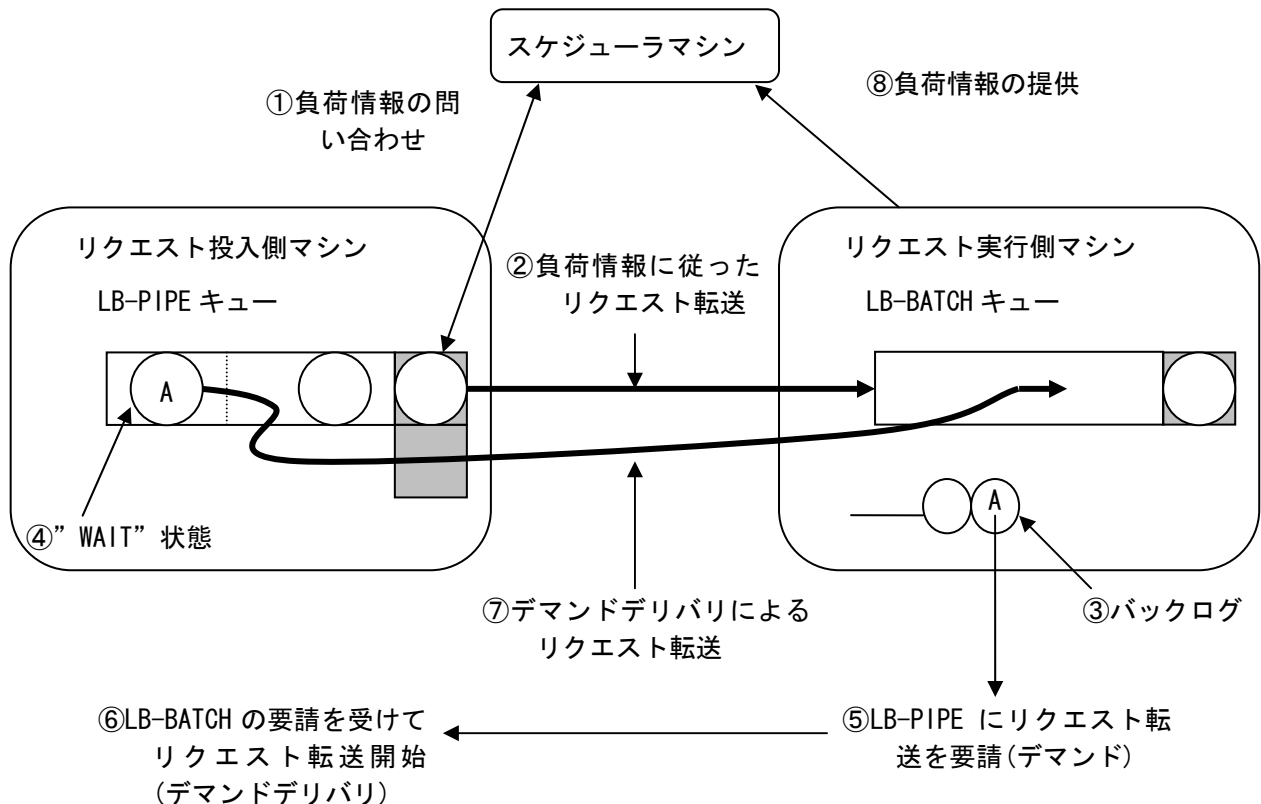 スケジューラマシン
①負荷情報の問
い合わせ
⑧負荷情報の提供
リクエスト投入側マシン
LB-PIPE キュー
②負荷情報に従った
リクエスト転送
リクエスト実行側マシン
LB-BATCH キュー
A
A
④”WAIT”状態
③バックログ
⑦デマンドデリバリによる
リクエスト転送
⑥LB-BATCH の要請を受けて
リクエスト転送開始
(デマンドデリバリ)
⑤LB-PIPE にリクエスト転
送を要請(デマンド)